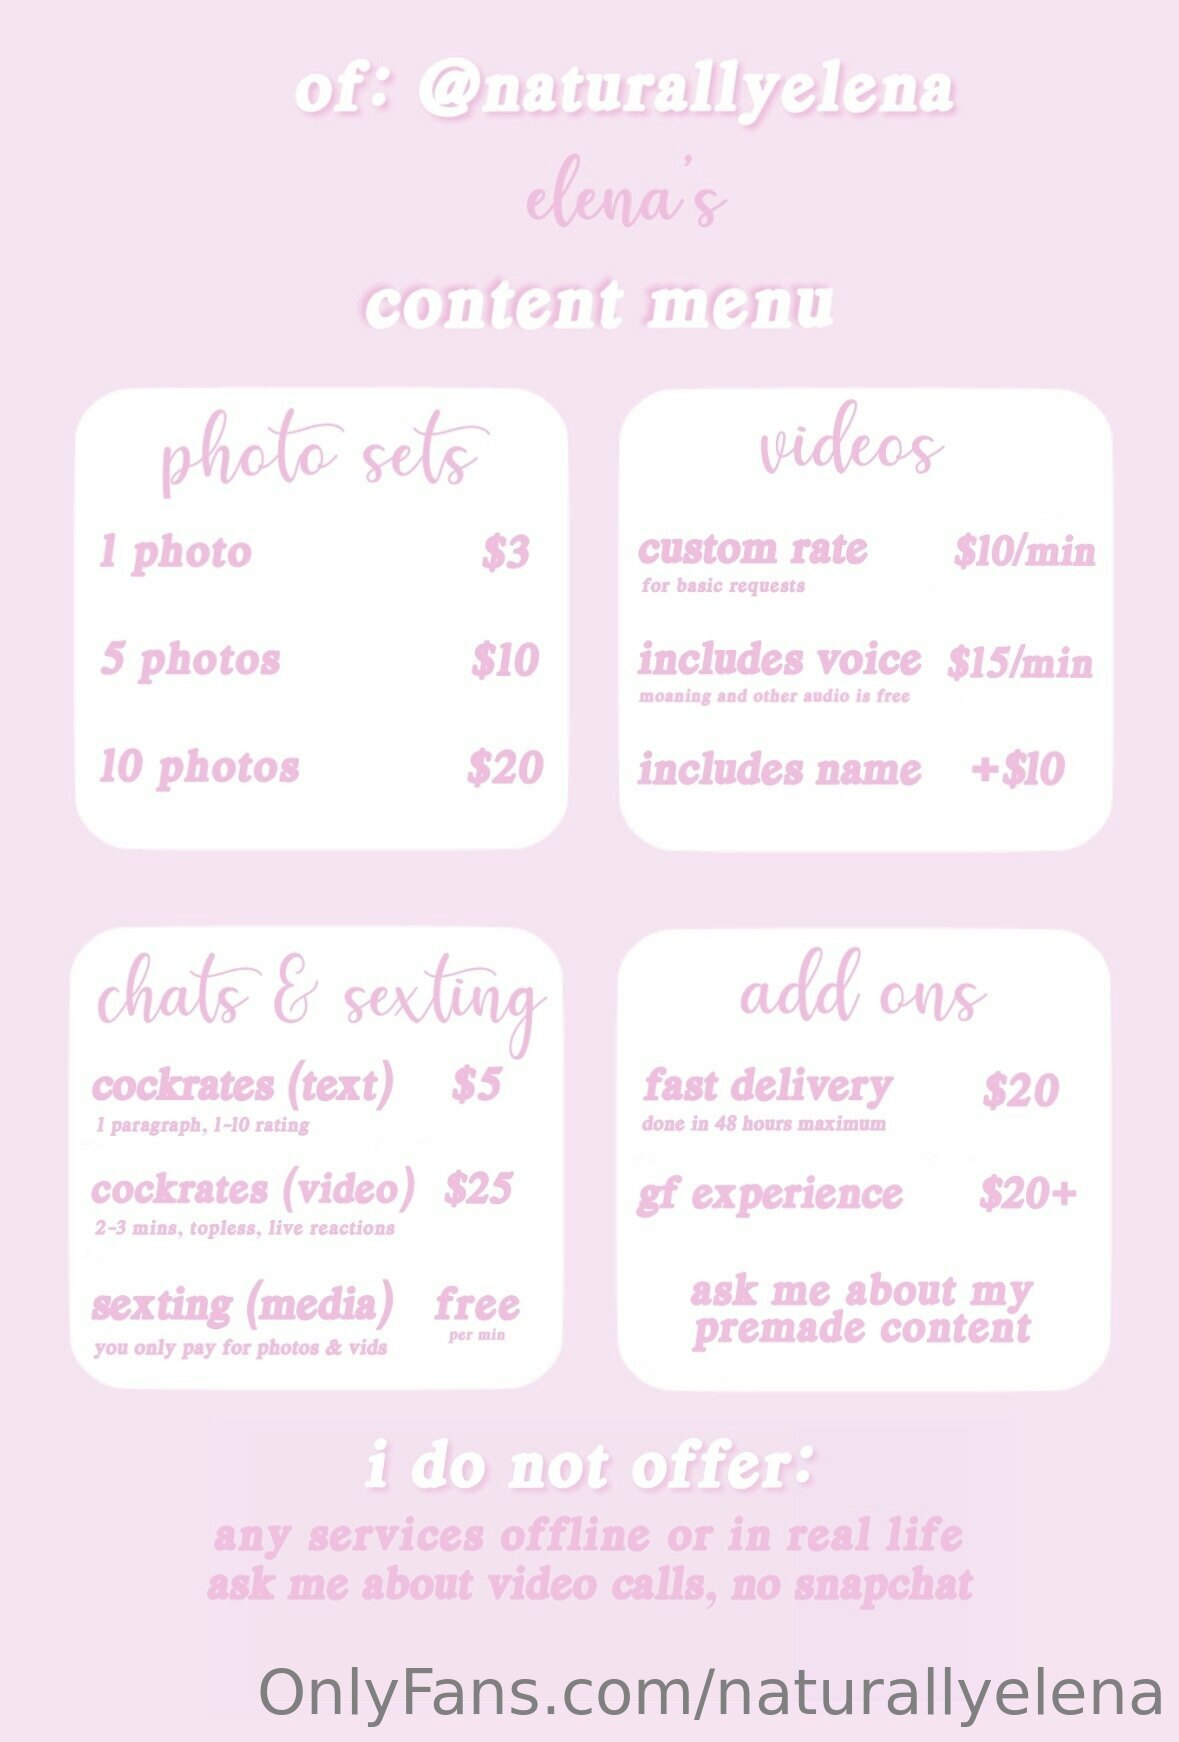 of: @naturallyelena
elena's
content menu
photo sets
1 photo $3
5 photos $10
10 photos $20
videos
custom rate $10/min
for basic requests
includes voice $15/min
moaning and other audio is free
includes name +$10
chats & sexting
cockrates (text) $5
1 paragraph, 1-10 rating
cockrates (video) $25
2-3 mins, topless, live reactions
sexting (media) free
per min
you only pay for photos & vids
add ons
fast delivery $20
done in 48 hours maximum
gf experience $20+
ask me about my
premade content
i do not offer:
any services offline or in real life
ask me about video calls, no snapchat
OnlyFans.com/naturallyelena